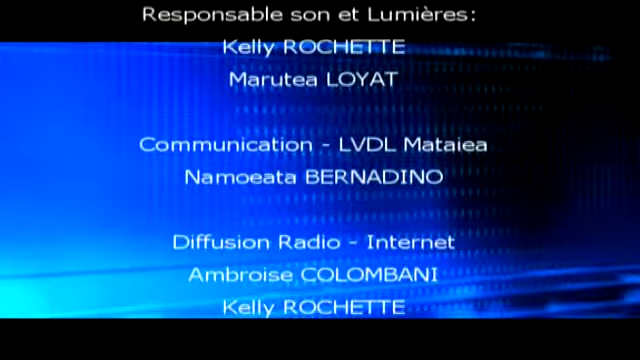 Responsable son et Lumières:
Kelly ROCHETTE
Marutea LOYAT
Communication - LVDL Mataiea
Namoeata BERNADINO
Diffusion Radio - Internet
Ambroise COLOMBANI
Kelly ROCHETTE